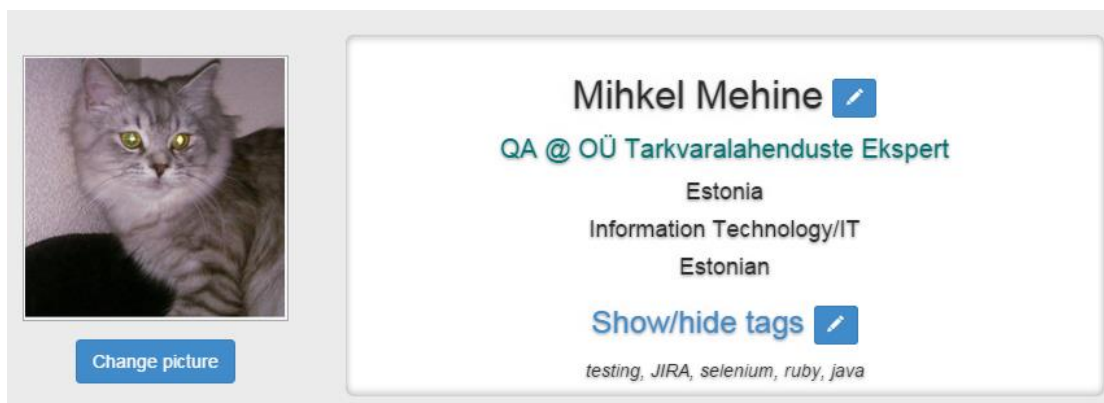 Mihkel Mehine
QA @ OÜ Tarkvaralahenduste Ekspert
Estonia
Information Technology/IT
Estonian
Show/hide tags
testing, JIRA, selenium, ruby, java
Change picture